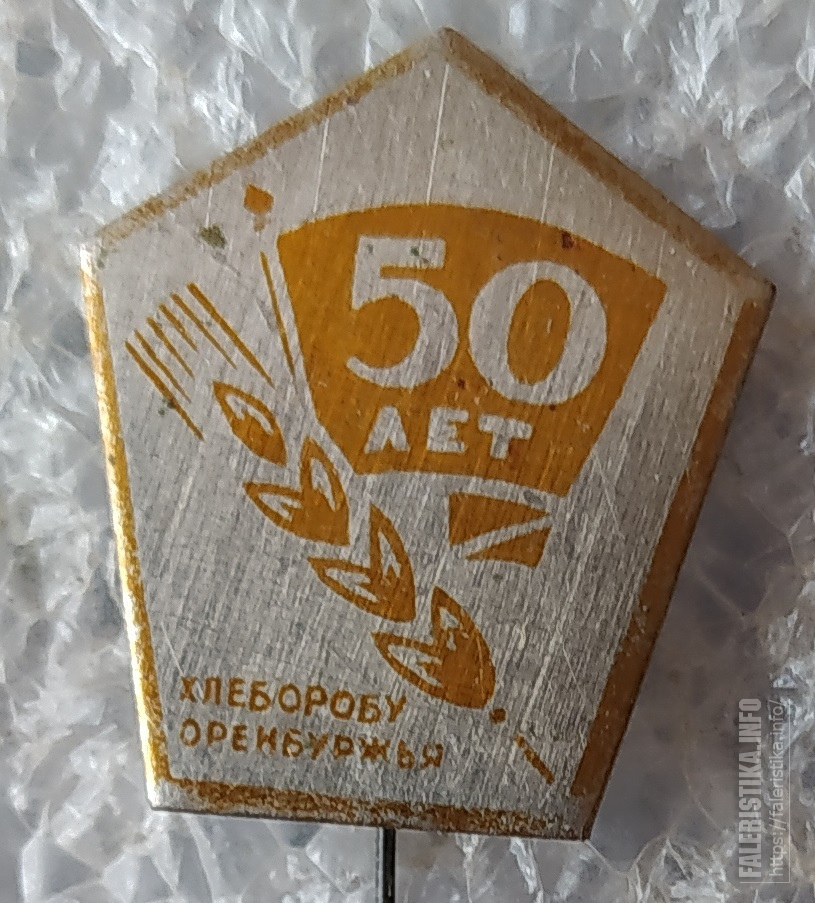 50
ЛЕТ
ХЛЕБОРОБУ
ОРЕНБУРЖЬЯ
FALERISTIKA.INFO
https://faleristika.info/